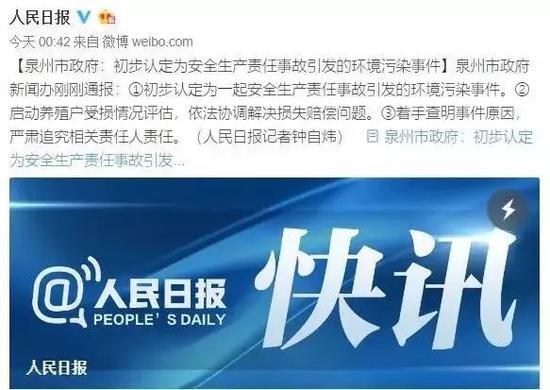 人民日报
今天 00:42 来自 微博 weibo.com
【泉州市政府：初步认定为安全生产责任事故引发的环境污染事件】泉州市政府
新闻办刚刚通报：①初步认定为一起安全生产责任事故引发的环境污染事件。②
启动养殖户受损情况评估，依法协调解决损失赔偿问题。③着手查明事件原因，
严肃追究相关责任人责任。（人民日报记者钟自炜） 泉州市政府：初步认定
为安全生产责任事故引发...
@人民日报
PEOPLE'S DAILY
快讯
人民日报